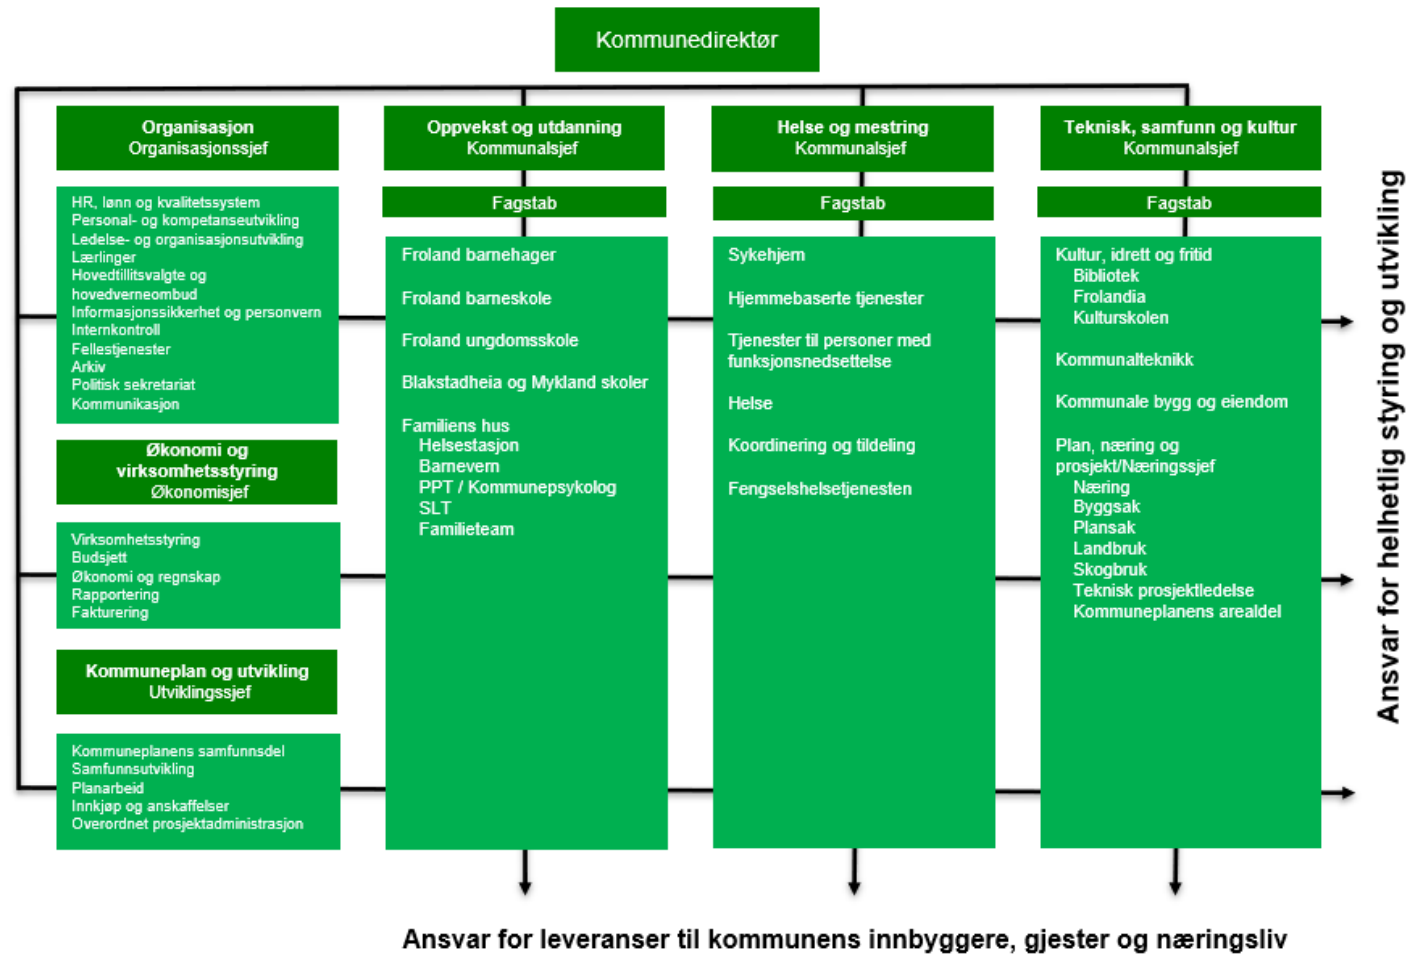 Kommunedirektør
Organisasjon
Organisasjonssjef
HR, lønn og kvalitetssystem
Personal- og kompetanseutvikling
Ledelse- og organisasjonsutvikling
Lærlinger
Hovedtillitsvalgte og
hovedverneombud
Informasjonssikkerhet og personvern
Internkontroll
Fellestjenester
Arkiv
Politisk sekretariat
Kommunikasjon
Økonomi og
virksomhetsstyring
Økonomisjef
Virksomhetsstyring
Budsjett
Økonomi og regnskap
Rapportering
Fakturering
Kommuneplan og utvikling
Utviklingssjef
Kommuneplanens samfunnsdel
Samfunnsutvikling
Planarbeid
Innkjøp og anskaffelser
Overordnet prosjektadministrasjon
Oppvekst og utdanning
Kommunalsjef
Fagstab
Froland barnehager
Froland barneskole
Froland ungdomsskole
Blakstadheia og Mykland skoler
Familiens hus
Helsestasjon
Barnevern
PPT / Kommunepsykolog
SLT
Familieteam
Helse og mestring
Kommunalsjef
Fagstab
Sykehjem
Hjemmebaserte tjenester
Tjenester til personer med
funksjonsnedsettelse
Helse
Koordinering og tildeling
Fengselshelsetjenesten
Teknisk, samfunn og kultur
Kommunalsjef
Fagstab
Kultur, idrett og fritid
Bibliotek
Frolandia
Kulturskolen
Kommunalteknikk
Kommunale bygg og eiendom
Plan, næring og
prosjekt/Næringssjef
Næring
Byggsak
Plansak
Landbruk
Skogbruk
Teknisk prosjektledelse
Kommuneplanens arealdel
Ansvar for helhetlig styring og utvikling
Ansvar for leveranser til kommunens innbyggere, gjester og næringsliv